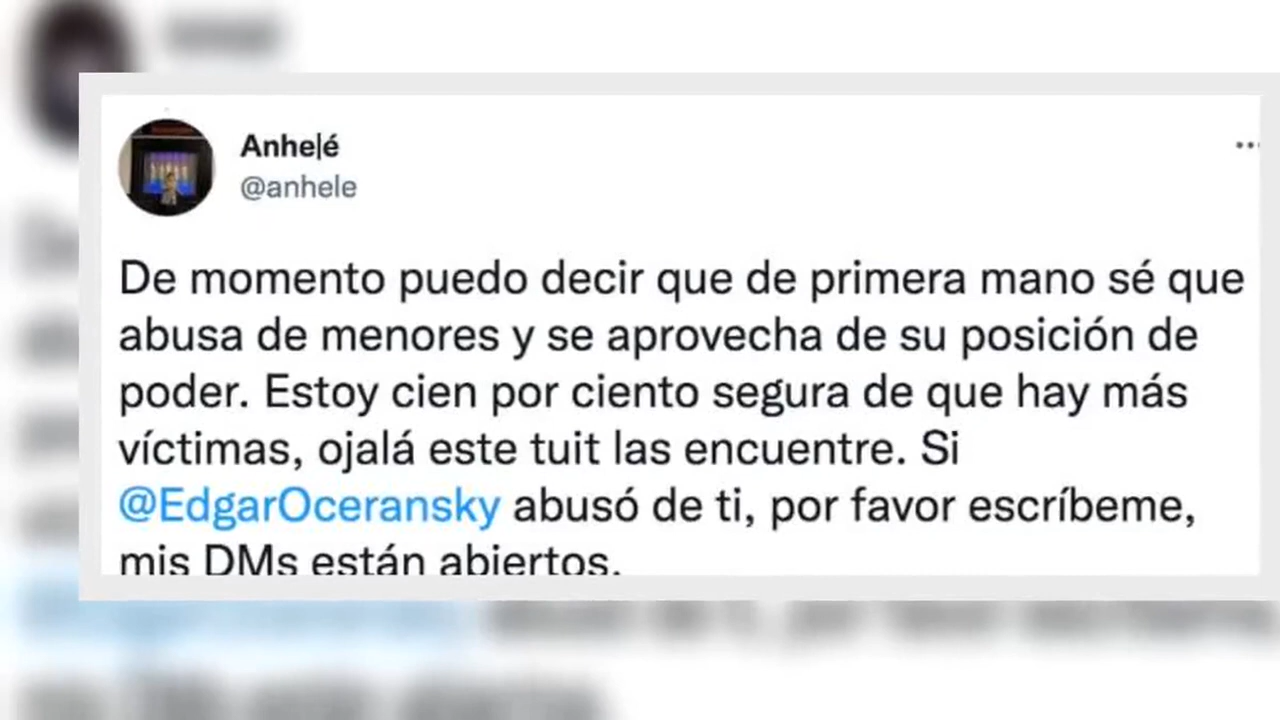 Anhe|é
@anhele
De momento puedo decir que de primera mano sé que
abusa de menores y se aprovecha de su posición de
poder. Estoy cien por ciento segura de que hay más
víctimas, ojalá este tuit las encuentre. Si
@EdgarOceransky abusó de ti, por favor escríbeme,
mis DMs están abiertos.